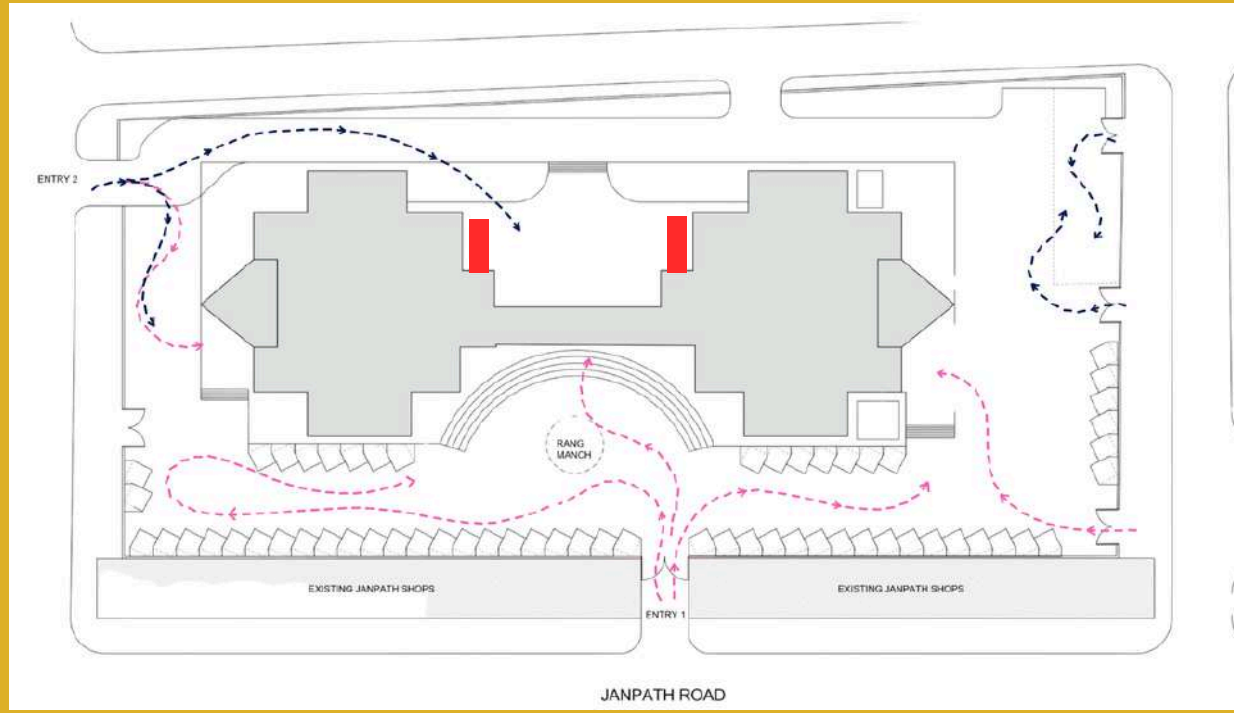 ENTRY 2
RANG
MANCH
EXISTING JANPATH SHOPS
EXISTING JANPATH SHOPS
ENTRY 1
JANPATH ROAD